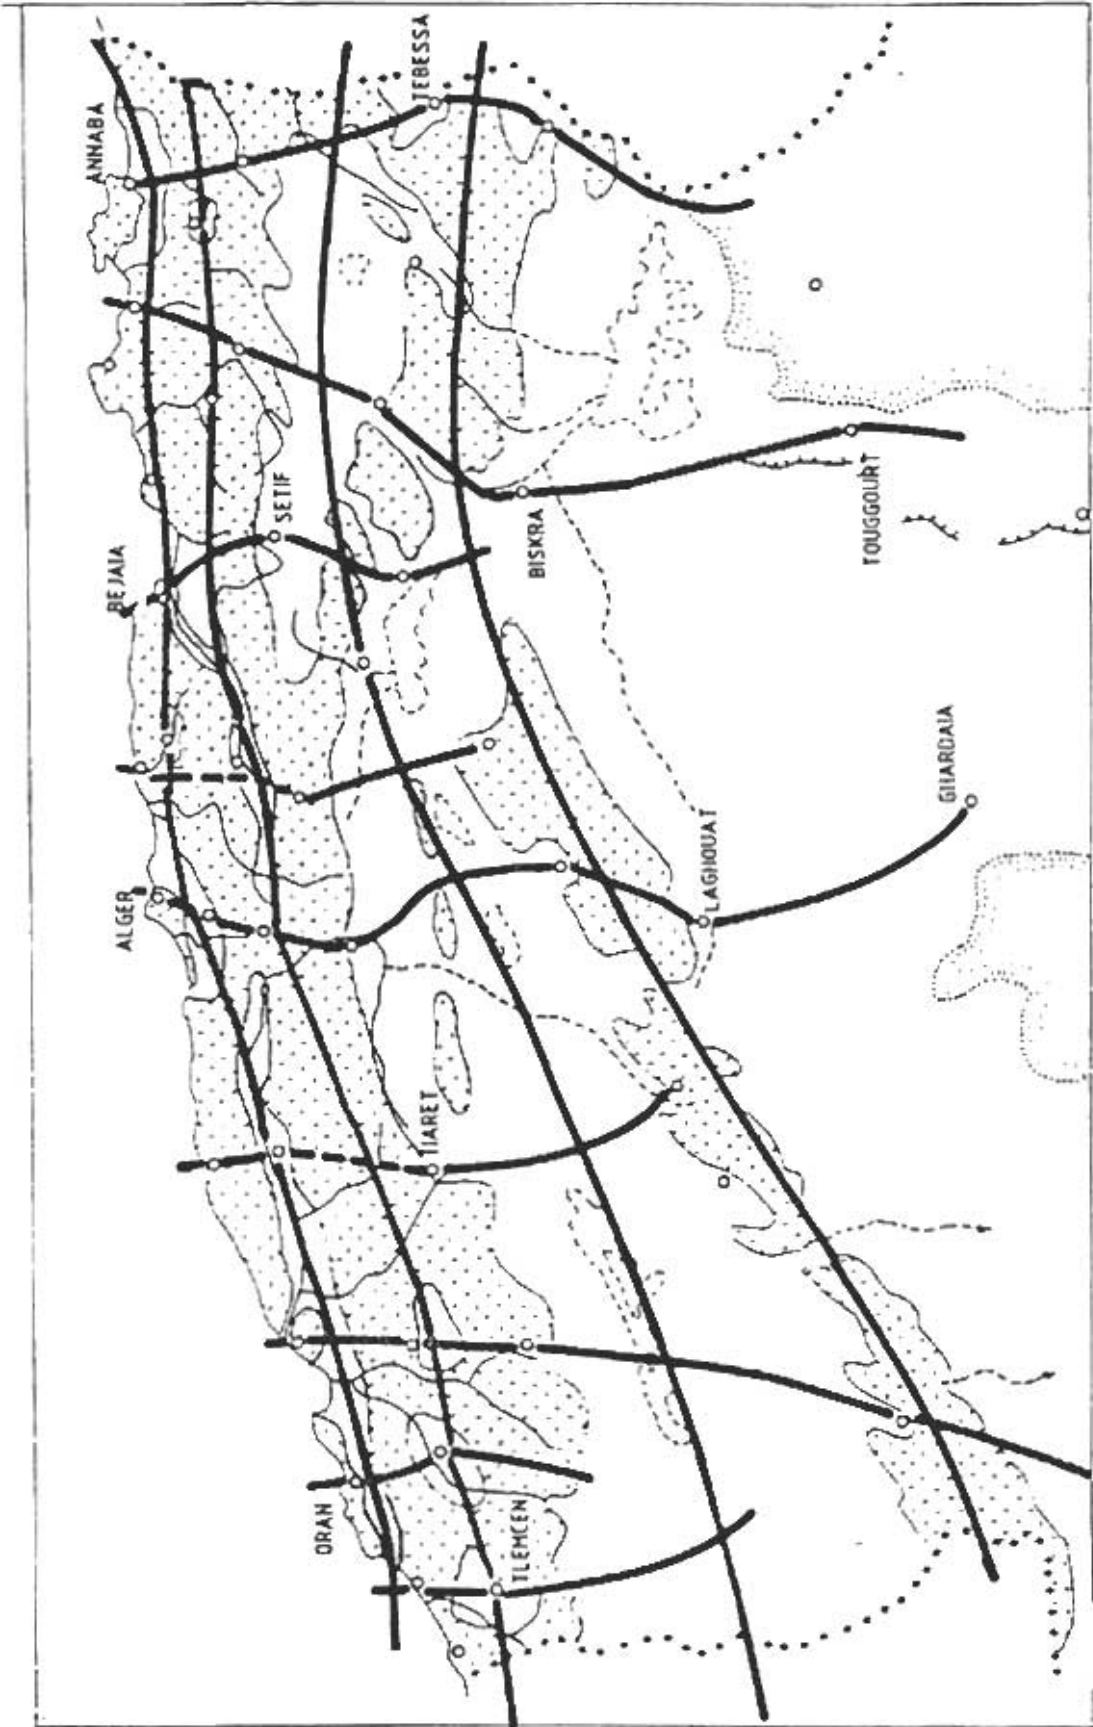 ANNABA
TEBESSA
BEJAIA
SETIF
BISKRA
TOUGGOURT
ALGER
LAGHOUAT
GHARDAIA
TIARET
ORAN
TLEMCEN